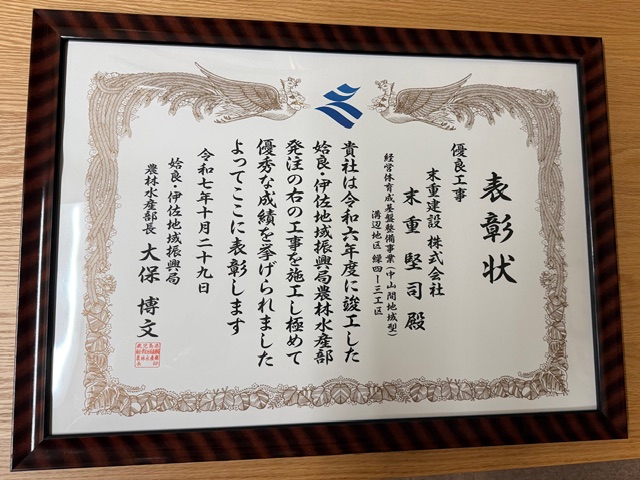 表彰状
優良工事
末重建設 株式会社
末重堅司殿
経営体育成基盤整備事業(中山間地域型)
溝辺地区 緑四ー三工区
貴社は令和六年度に竣工した
姶良・伊佐地域振興局農林水産部
発注の右の工事を施工し極めて
優秀な成績を挙げられました
よってここに表彰します
令和七年十月二十九日
姶良・伊佐地域振興局
農林水産部長 大保博文